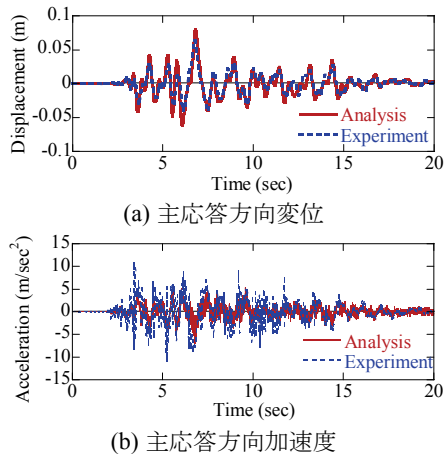 0.1
0.05
0
-0.05
-0.1
Displacement (m)
Analysis
Experiment
0 5 10 15 20
Time (sec)
(a) 主応答方向変位
15
10
5
0
-5
-10
-15
Acceleration (m/sec²)
Analysis
Experiment
0 5 10 15 20
Time (sec)
(b) 主応答方向加速度